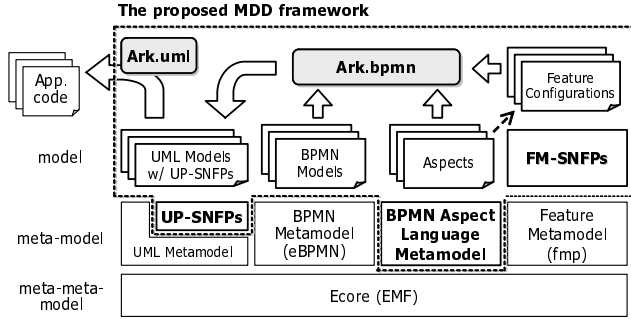 The proposed MDD framework
Ark.uml
Ark.bpmn
App.
code
Feature
Configurations
model
UML Models
w/ UP-SNFPs
BPMN
Models
Aspects
FM-SNFPs
meta-model
UP-SNFPs
UML Metamodel
BPMN
Metamodel
(eBPMN)
BPMN Aspect
Language
Metamodel
Feature
Metamodel
(fmp)
meta-meta-
model
Ecore (EMF)